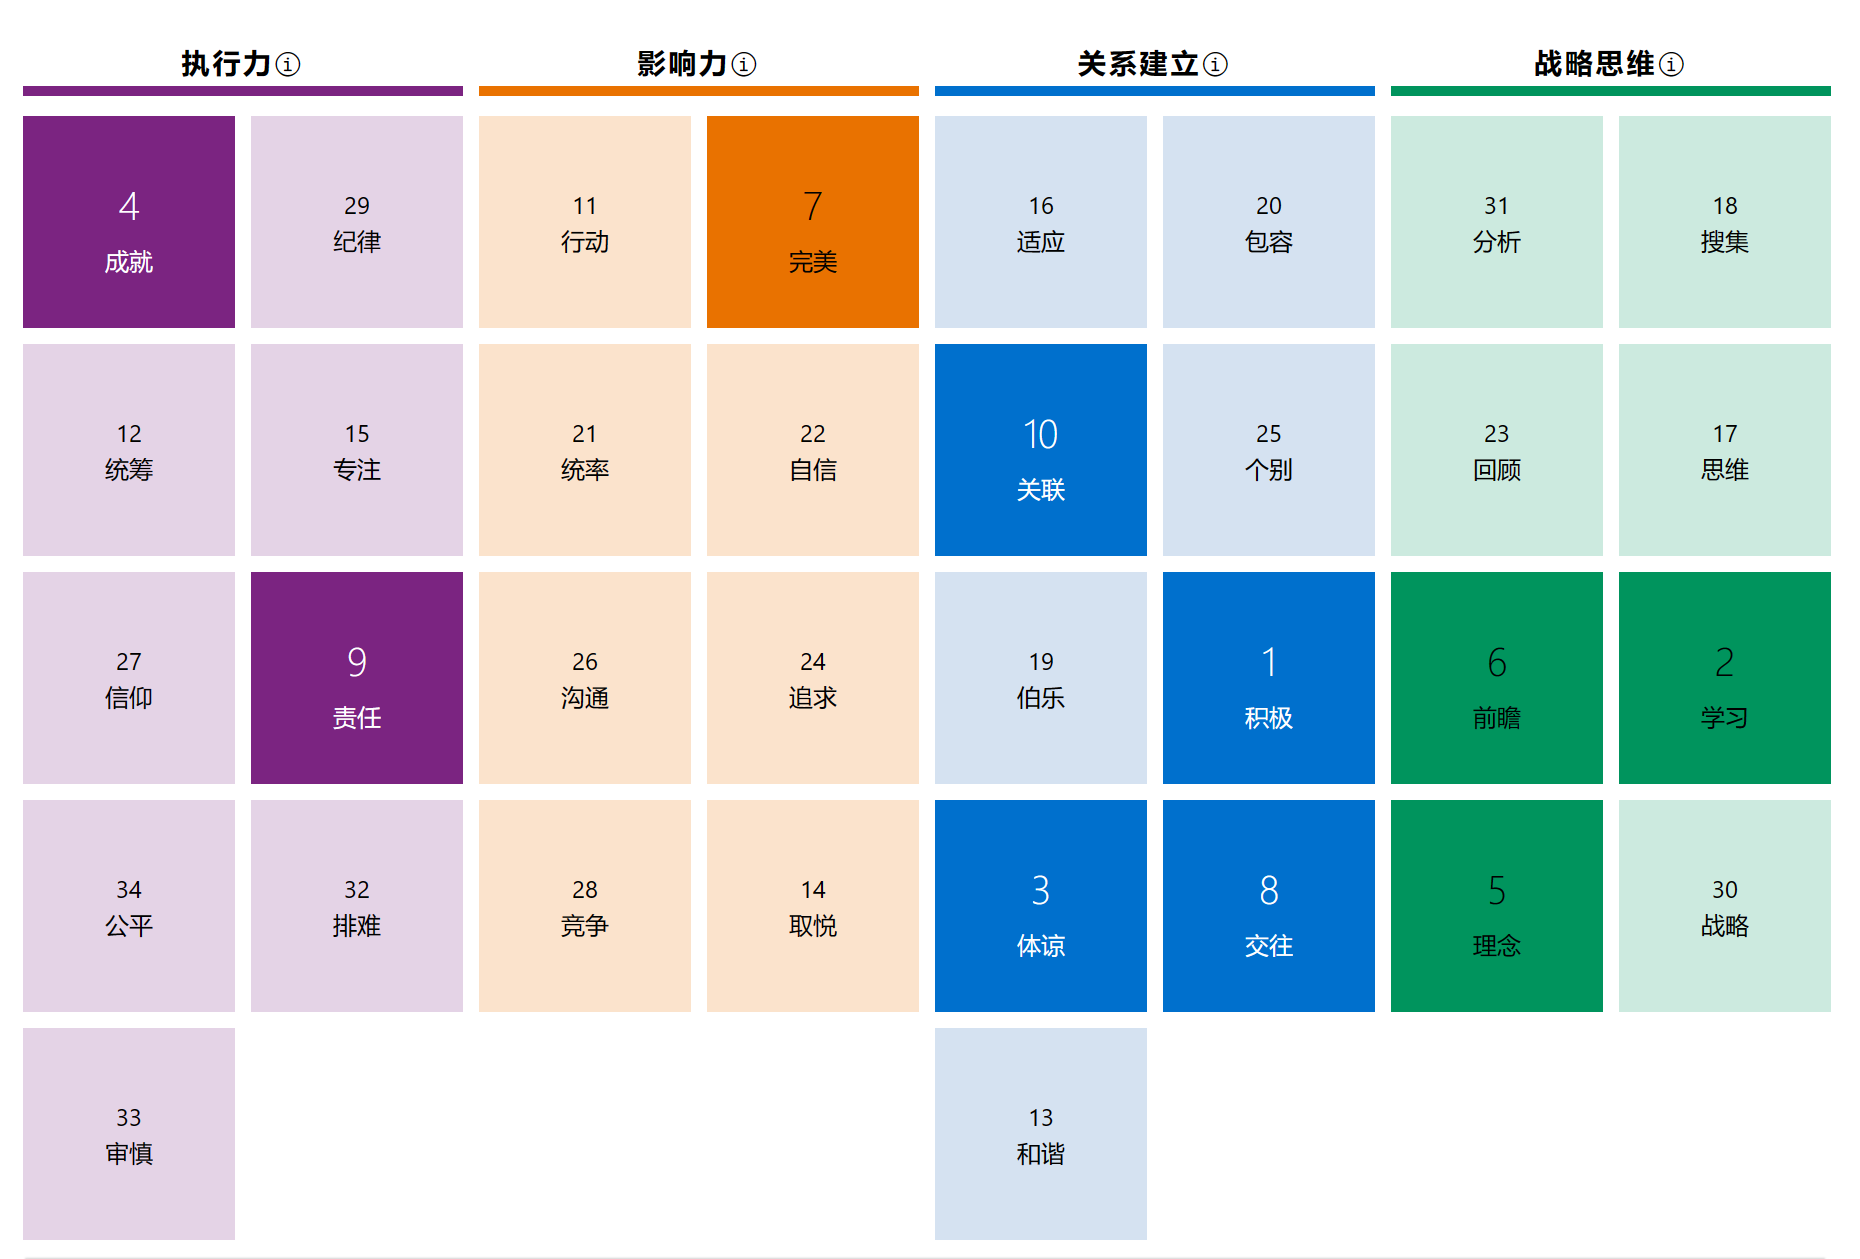 执行力ⓘ
影响力ⓘ
关系建立ⓘ
战略思维ⓘ
4
成就
29
纪律
11
行动
7
完美
16
适应
20
包容
31
分析
18
搜集
12
统筹
15
专注
21
统率
22
自信
10
关联
25
个别
23
回顾
17
思维
27
信仰
9
责任
26
沟通
24
追求
19
伯乐
1
积极
6
前瞻
2
学习
34
公平
32
排难
28
竞争
14
取悦
3
体谅
8
交往
5
理念
30
战略
33
审慎
13
和谐